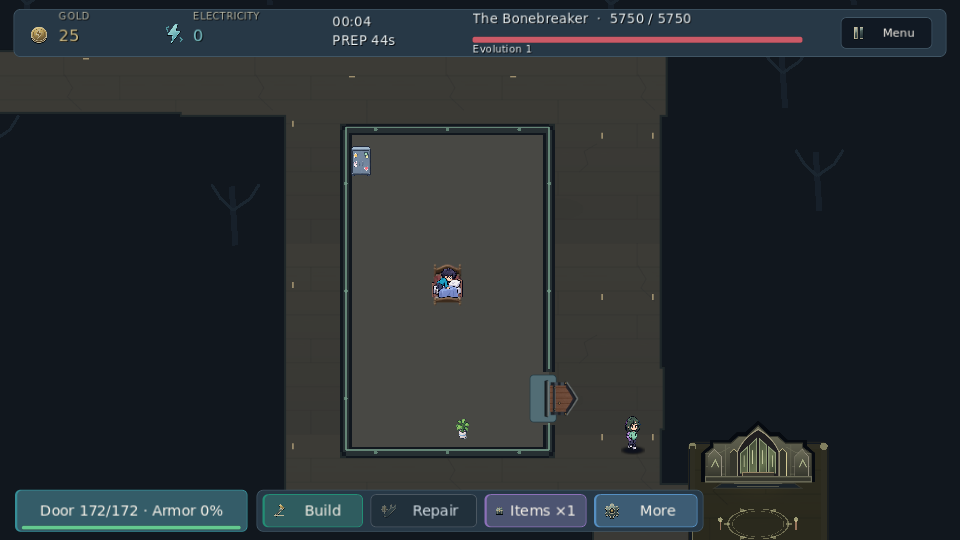 GOLD
25
ELECTRICITY
0
00:04
PREP 44s
The Bonebreaker · 5750 / 5750
Evolution 1
Menu
Door 172/172 · Armor 0%
Build
Repair
Items ×1
More